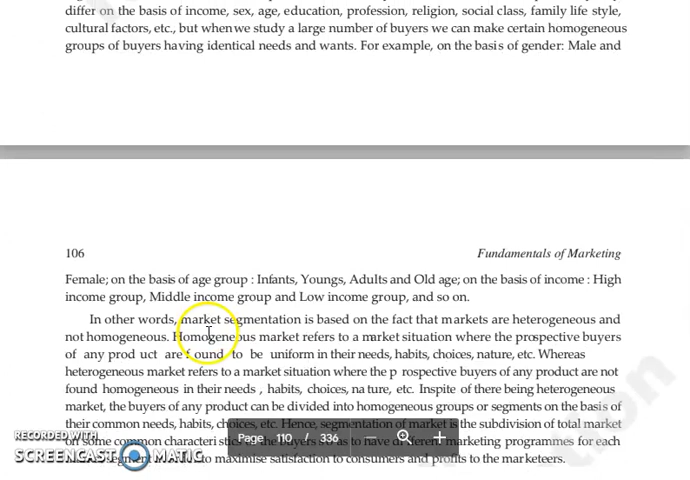 differ on the basis of income, sex, age, education, profession, religion, social class, family life style,
cultural factors, etc., but when we study a large number of buyers we can make certain homogeneous
groups of buyers having identical needs and wants. For example, on the basis of gender: Male and
106 Fundamentals of Marketing
Female; on the basis of age group : Infants, Youngs, Adults and Old age; on the basis of income : High
income group, Middle income group and Low income group, and so on.
In other words, market segmentation is based on the fact that markets are heterogeneous and
not homogeneous. Homogeneous market refers to a market situation where the prospective buyers
of any prod uct are f ound to be uniform in their needs, habits, choices, nature, etc. Whereas
heterogeneous market refers to a market situation where the p rospective buyers of any product are not
found homogeneous in their needs , habits, choices, na ture, etc. Inspite of there being heterogeneous
market, the buyers of any product can be divided into homogeneous groups or segments on the basis of
their common needs, habits, choices, etc. Hence, segmentation of market is the subdivision of total market
on some common characteri stics of the buyers so as to have different marketing programmes for each
segment to maximise satisfaction to consumers and profits to the marketeers.
Page 110 / 336
RECORDED WITH
SCREENCAST MATIC